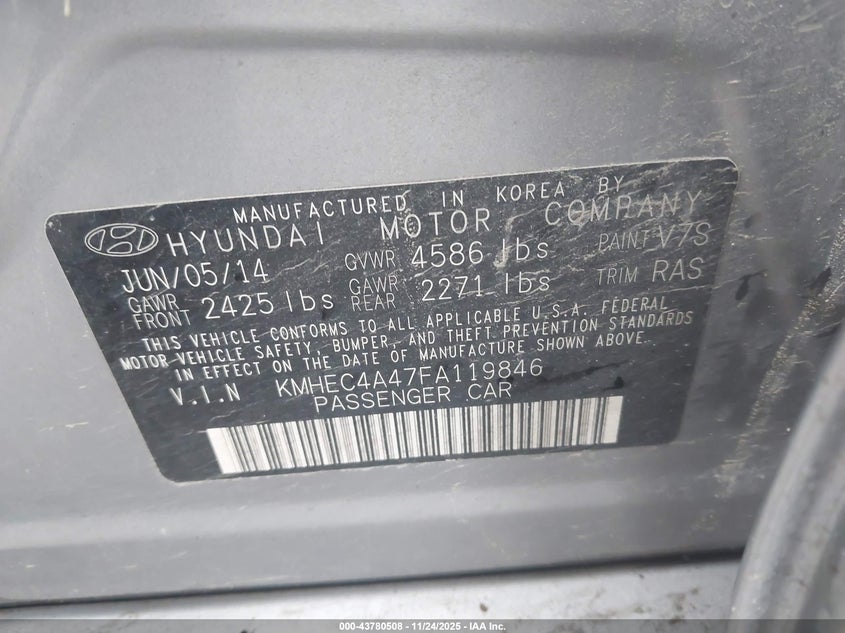 MANUFACTURED IN KOREA BY
HYUNDAI MOTOR COMPANY
JUN/05/14 GVWR 4586 lbs PAINT V7S
GAWR FRONT 2425 lbs GAWR REAR 2271 lbs TRIM RAS
THIS VEHICLE CONFORMS TO ALL APPLICABLE U.S.A. FEDERAL
MOTOR VEHICLE SAFETY, BUMPER, AND THEFT PREVENTION STANDARDS
IN EFFECT ON THE DATE OF MANUFACTURE SHOWN ABOVE.
V.I.N KMHEC4A47FA119846
PASSENGER CAR
000-43780508 - 11/24/2025 - IAA Inc.